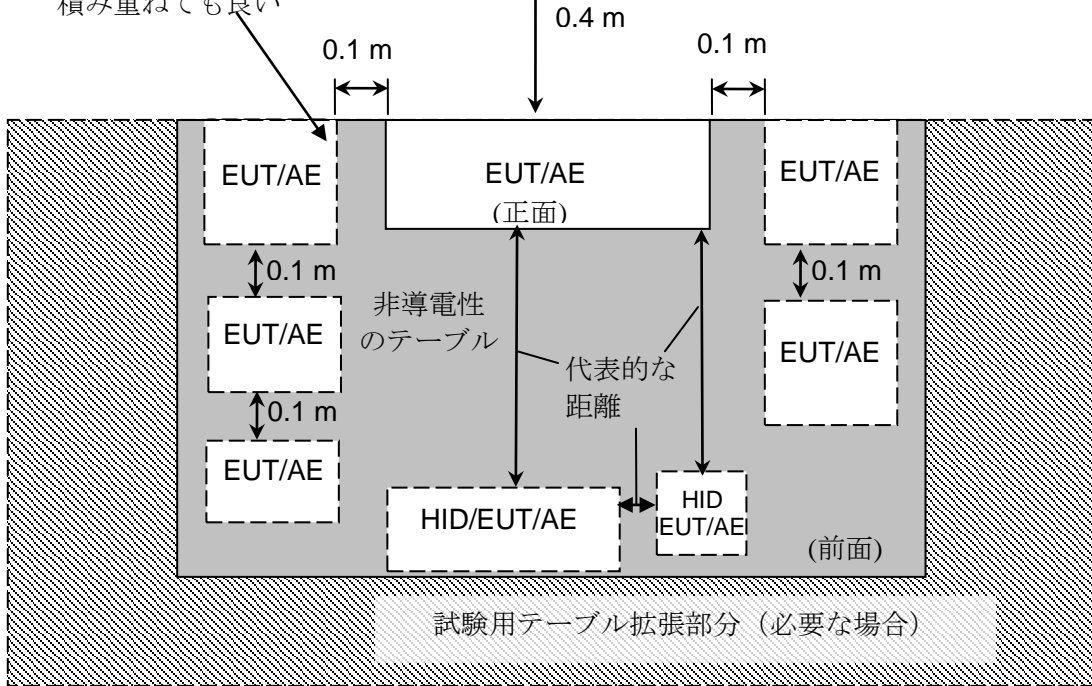 積み重ねても良い
0.4 m
0.1 m
0.1 m
EUT/AE
EUT/AE
(正面)
EUT/AE
0.1 m
0.1 m
非導電性
のテーブル
EUT/AE
EUT/AE
代表的な
距離
0.1 m
EUT/AE
HID/EUT/AE
HID
EUT/AE
(前面)
試験用テーブル拡張部分（必要な場合）